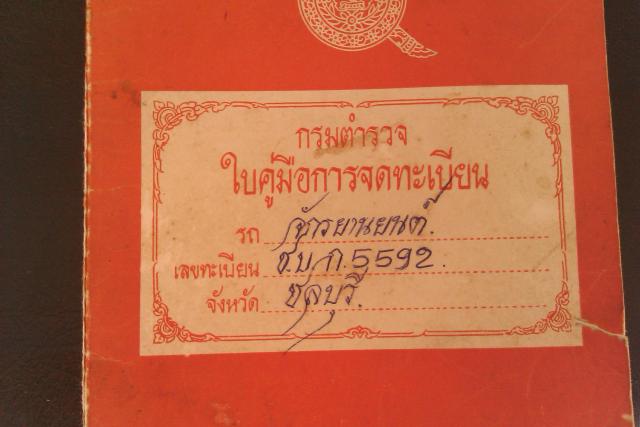 กรมตำรวจ
ใบคู่มือการจดทะเบียน
รถ จักรยานยนต์.
เลขทะเบียน ช.บ ก.5592.
จังหวัด ชลบุรี.